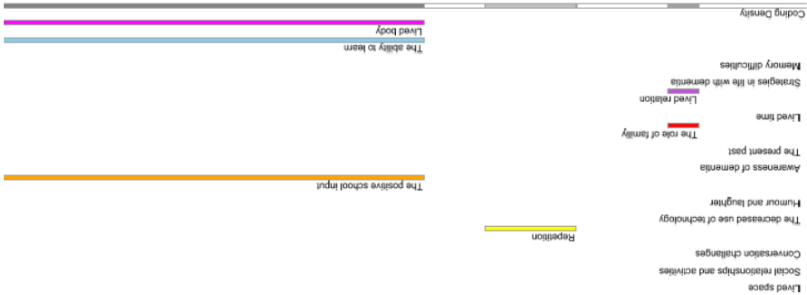 Lived space
Social relationships and activities
Conversation challenges
Repetition
The decreased use of technology
Humour and laughter
The positive school input
Awareness of dementia
The present past
The role of family
Lived time
Lived relation
Strategies in life with dementia
Memory difficulties
The ability to learn
Lived body
Coding Density